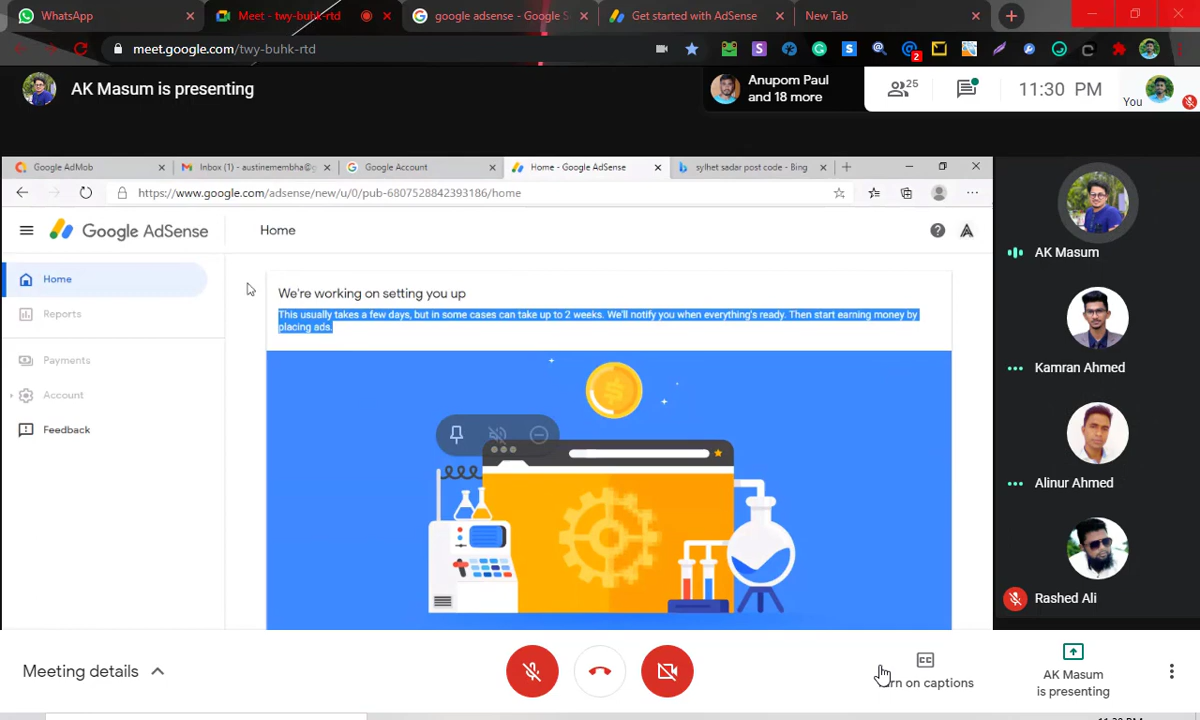 WhatsApp
Meet - twy-buhk-rtd
google adsense - Google S
Get started with AdSense
New Tab
meet.google.com/twy-buhk-rtd
2
AK Masum is presenting
Anupom Paul
and 18 more
25
11:30 PM
You
Google AdMob
Inbox (1) - austinemembha@g
Google Account
Home - Google AdSense
sylhet sadar post code - Bing
https://www.google.com/adsense/new/u/0/pub-6807528842393186/home
Google AdSense
Home
Home
Reports
Payments
Account
Feedback
We're working on setting you up
This usually takes a few days, but in some cases can take up to 2 weeks. We'll notify you when everything's ready. Then start earning money by
placing ads.
AK Masum
Kamran Ahmed
Alinur Ahmed
Rashed Ali
Meeting details
CC
urn on captions
AK Masum
is presenting